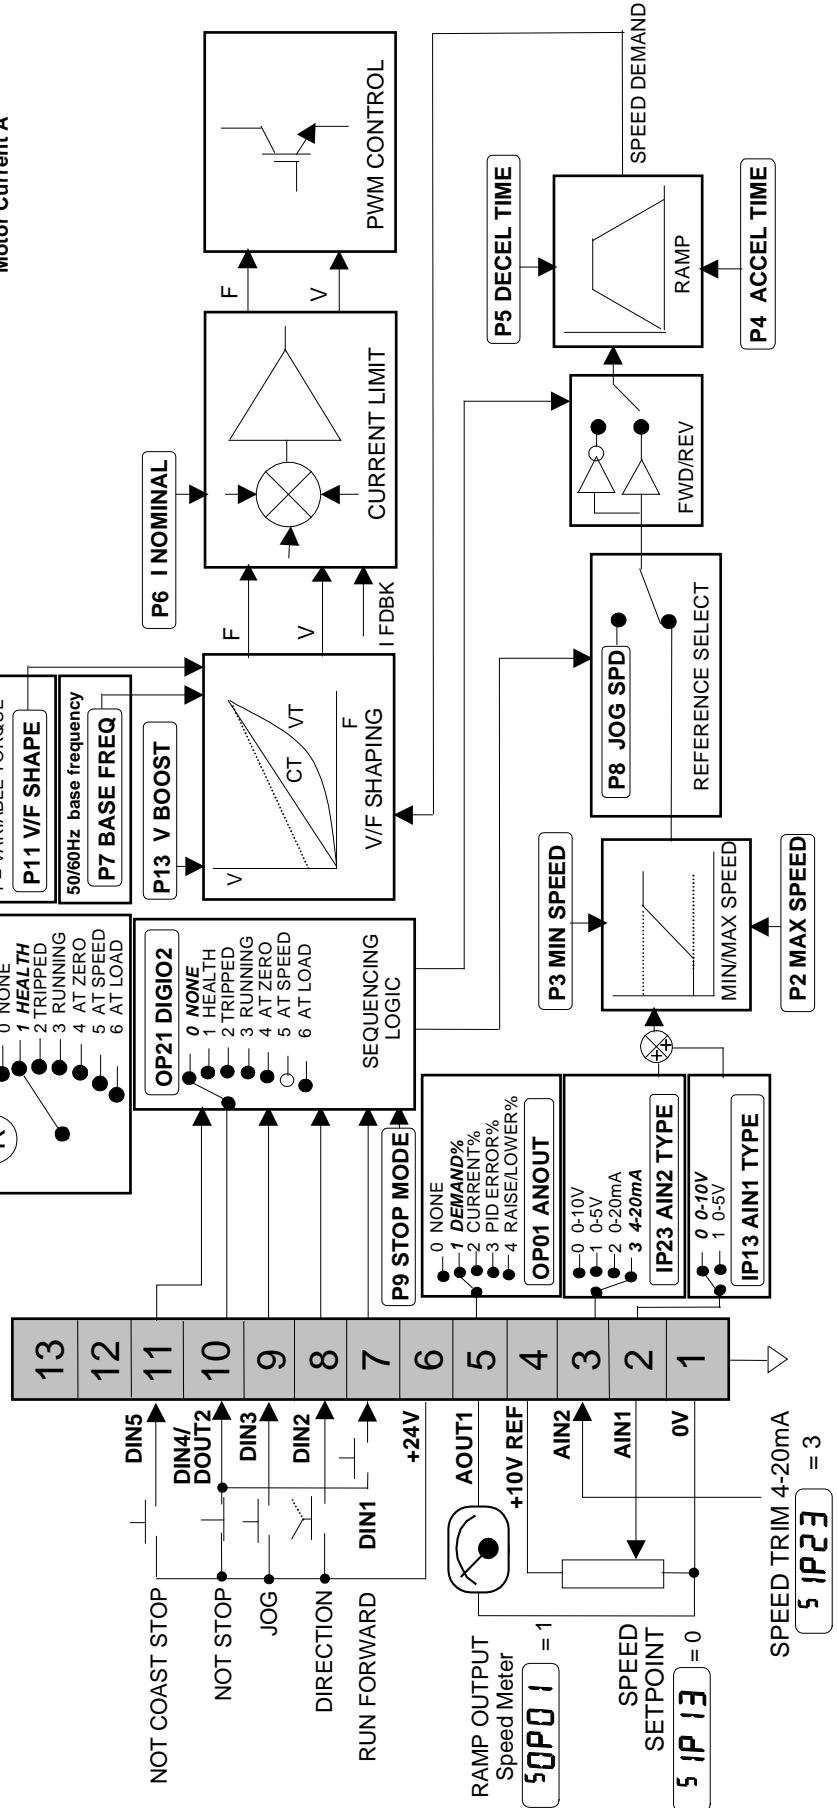 Motor Current A
PWM CONTROL
SPEED DEMAND
F
V
P5 DECEL TIME
RAMP
P4 ACCEL TIME
P6 I NOMINAL
CURRENT LIMIT
FWD/REV
F
V
I FDBK
P11 V/F SHAPE
50/60Hz base frequency
P7 BASE FREQ
P13 V BOOST
V
CT
VT
F
V/F SHAPING
P8 JOG SPD
REFERENCE SELECT
P3 MIN SPEED
MIN/MAX SPEED
P2 MAX SPEED
0 NONE
1 HEALTH
2 TRIPPED
3 RUNNING
4 AT ZERO
5 AT SPEED
6 AT LOAD
OP21 DIGIO2
0 NONE
1 HEALTH
2 TRIPPED
3 RUNNING
4 AT ZERO
5 AT SPEED
6 AT LOAD
SEQUENCING
LOGIC
P9 STOP MODE
0 NONE
1 DEMAND%
2 CURRENT%
3 PID ERROR%
4 RAISE/LOWER%
OP01 ANOUT
0 0-10V
1 0-5V
2 0-20mA
3 4-20mA
IP23 AIN2 TYPE
+
+
0 0-10V
1 0-5V
IP13 AIN1 TYPE
13
12
11
10
9
8
7
6
5
4
3
2
1
DIN5
DIN4/
DOUT2
DIN3
DIN2
DIN1
+24V
AOUT1
+10V REF
AIN2
AIN1
0V
NOT COAST STOP
NOT STOP
JOG
DIRECTION
RUN FORWARD
RAMP OUTPUT
Speed Meter
SOP01 = 1
SPEED
SETPOINT
S IP13 = 0
SPEED TRIM 4-20mA
S IP23 = 3